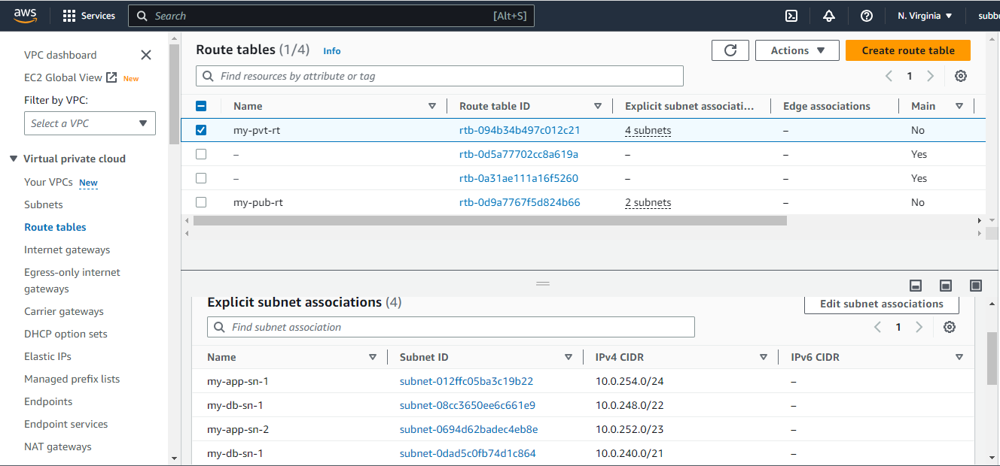 aws Services Search [Alt+S] N. Virginia subb
VPC dashboard
EC2 Global View New
Filter by VPC:
Select a VPC
Virtual private cloud
Your VPCs New
Subnets
Route tables
Internet gateways
Egress-only internet
gateways
Carrier gateways
DHCP option sets
Elastic IPs
Managed prefix lists
Endpoints
Endpoint services
NAT gateways
Route tables (1/4) Info Actions Create route table
Find resources by attribute or tag 1
Name Route table ID Explicit subnet associati... Edge associations Main
my-pvt-rt rtb-094b34b497c012c21 4 subnets – No
– rtb-0d5a77702cc8a619a – – Yes
– rtb-0a31ae111a16f5260 – – Yes
my-pub-rt rtb-0d9a7767f5d824b66 2 subnets – No
Explicit subnet associations (4) Edit subnet associations
Find subnet association 1
Name Subnet ID IPv4 CIDR IPv6 CIDR
my-app-sn-1 subnet-012ffc05ba3c19b22 10.0.254.0/24 –
my-db-sn-1 subnet-08cc3650ee6c661e9 10.0.248.0/22 –
my-app-sn-2 subnet-0694d62badec4eb8e 10.0.252.0/23 –
my-db-sn-1 subnet-0dad5c0fb74d1c864 10.0.240.0/21 –